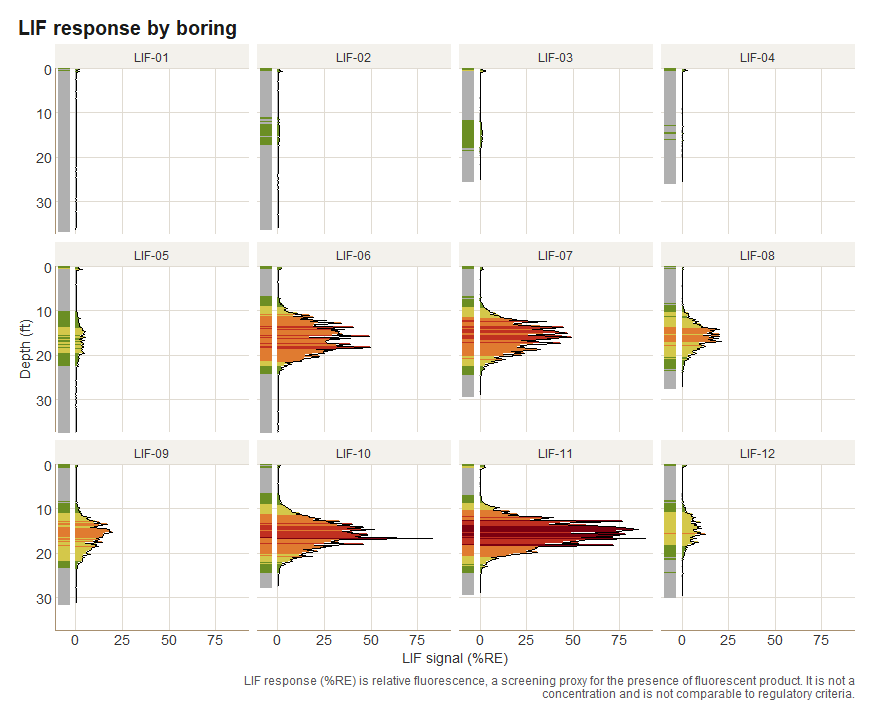 LIF response by boring
LIF-01 LIF-02 LIF-03 LIF-04
0
10
20
30
LIF-05 LIF-06 LIF-07 LIF-08
0
10
20
30
Depth (ft)
LIF-09 LIF-10 LIF-11 LIF-12
0
10
20
30
0 25 50 75 0 25 50 75 0 25 50 75 0 25 50 75
LIF signal (%RE)
LIF response (%RE) is relative fluorescence, a screening proxy for the presence of fluorescent product. It is not a
concentration and is not comparable to regulatory criteria.